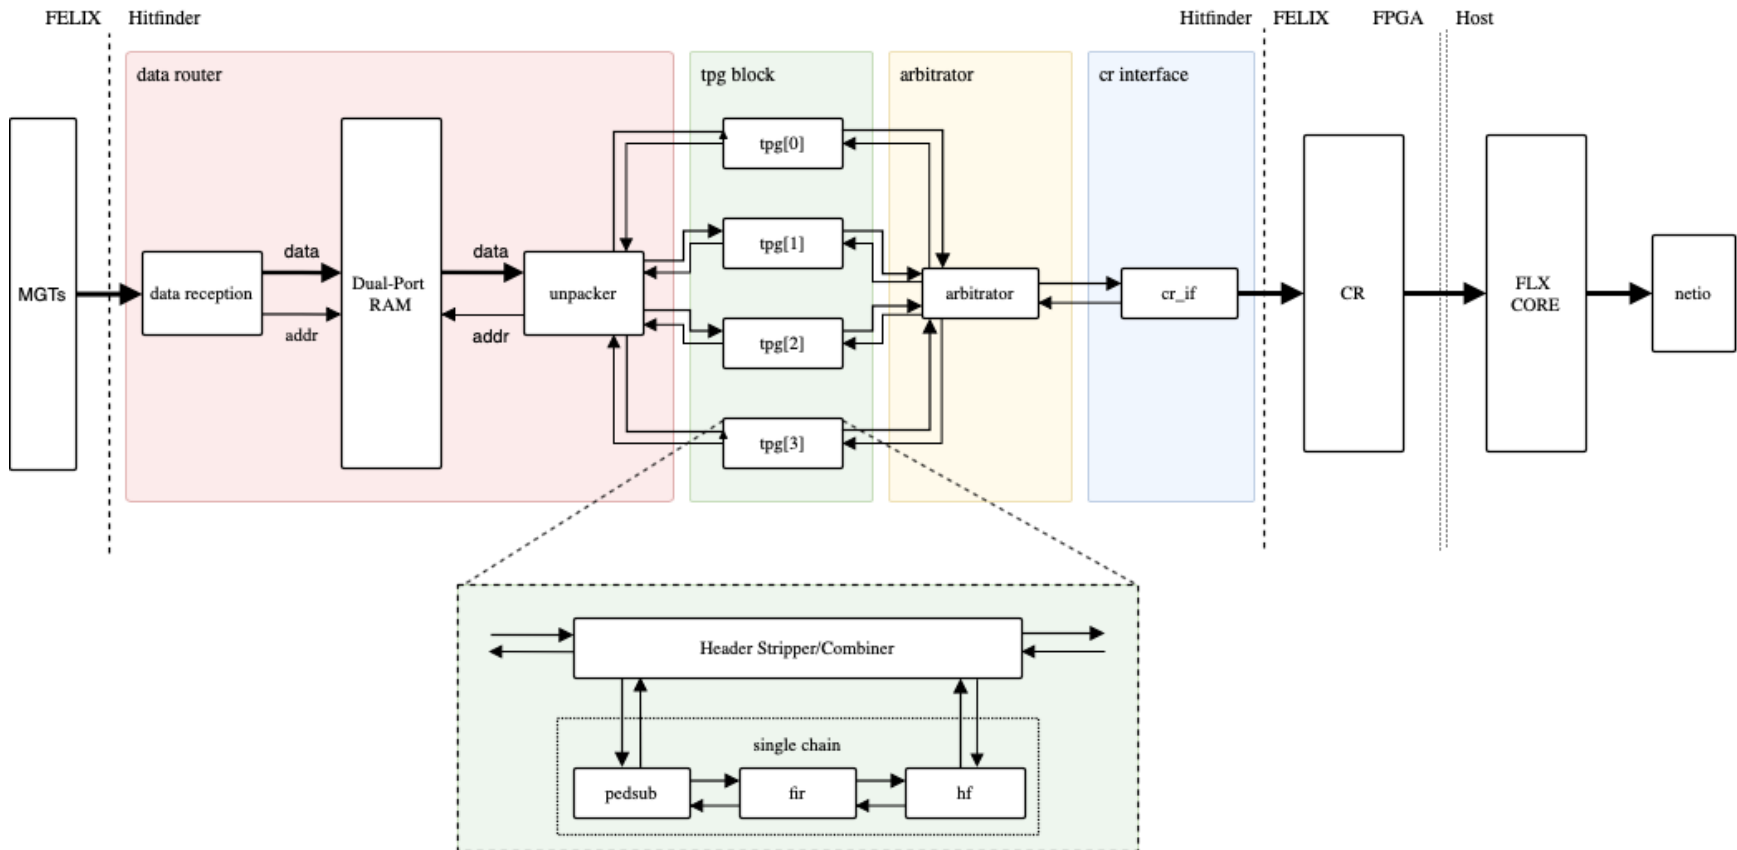 FELIX
Hitfinder
Hitfinder
FELIX
FPGA
Host
data router
tpg block
arbitrator
cr interface
MGTs
data reception
data
addr
Dual-Port
RAM
data
addr
unpacker
tpg[0]
tpg[1]
tpg[2]
tpg[3]
arbitrator
cr_if
CR
FLX
CORE
netio
Header Stripper/Combiner
single chain
pedsub
fir
hf